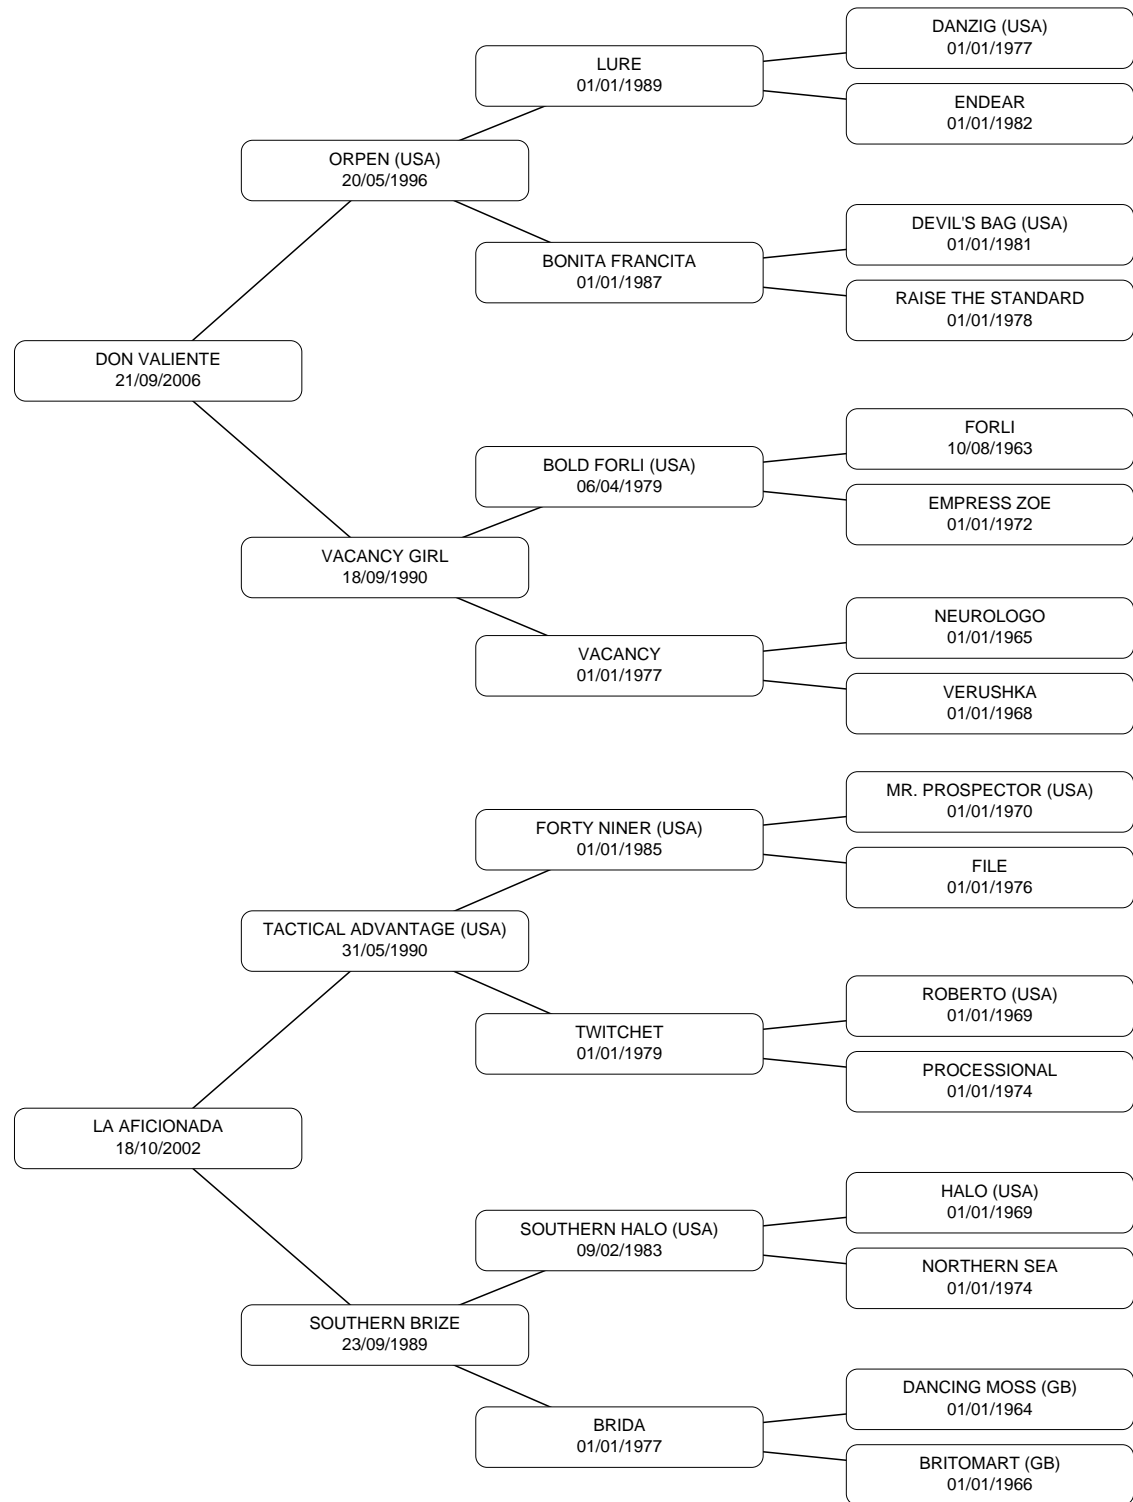 DANZIG (USA)
01/01/1977
LURE
01/01/1989
ENDEAR
01/01/1982
ORPEN (USA)
20/05/1996
DEVIL'S BAG (USA)
01/01/1981
BONITA FRANCITA
01/01/1987
RAISE THE STANDARD
01/01/1978
DON VALIENTE
21/09/2006
FORLI
10/08/1963
BOLD FORLI (USA)
06/04/1979
EMPRESS ZOE
01/01/1972
VACANCY GIRL
18/09/1990
NEUROLOGO
01/01/1965
VACANCY
01/01/1977
VERUSHKA
01/01/1968
MR. PROSPECTOR (USA)
01/01/1970
FORTY NINER (USA)
01/01/1985
FILE
01/01/1976
TACTICAL ADVANTAGE (USA)
31/05/1990
ROBERTO (USA)
01/01/1969
TWITCHET
01/01/1979
PROCESSIONAL
01/01/1974
LA AFICIONADA
18/10/2002
HALO (USA)
01/01/1969
SOUTHERN HALO (USA)
09/02/1983
NORTHERN SEA
01/01/1974
SOUTHERN BRIZE
23/09/1989
DANCING MOSS (GB)
01/01/1964
BRIDA
01/01/1977
BRITOMART (GB)
01/01/1966